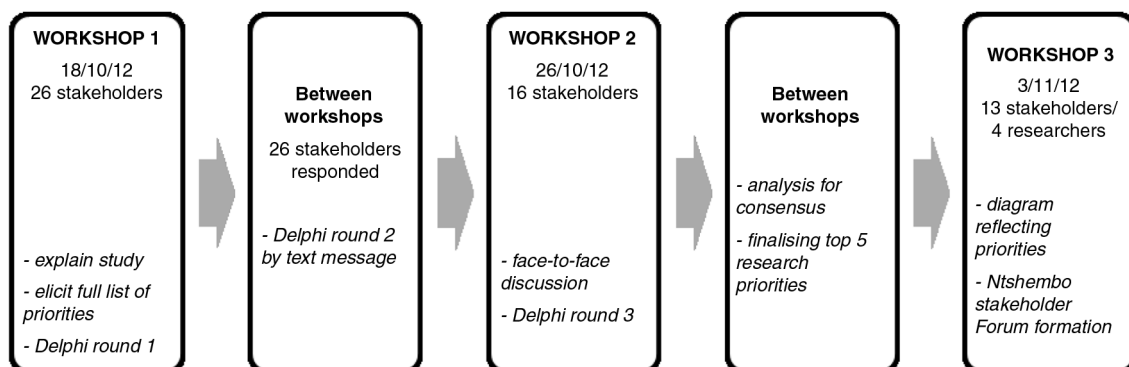 WORKSHOP 1
18/10/12
26 stakeholders
- explain study
- elicit full list of
priorities
- Delphi round 1
Between
workshops
26 stakeholders
responded
- Delphi round 2
by text message
WORKSHOP 2
26/10/12
16 stakeholders
- face-to-face
discussion
- Delphi round 3
Between
workshops
- analysis for
consensus
- finalising top 5
research
priorities
WORKSHOP 3
3/11/12
13 stakeholders/
4 researchers
- diagram
reflecting
priorities
- Ntshembo
stakeholder
Forum formation